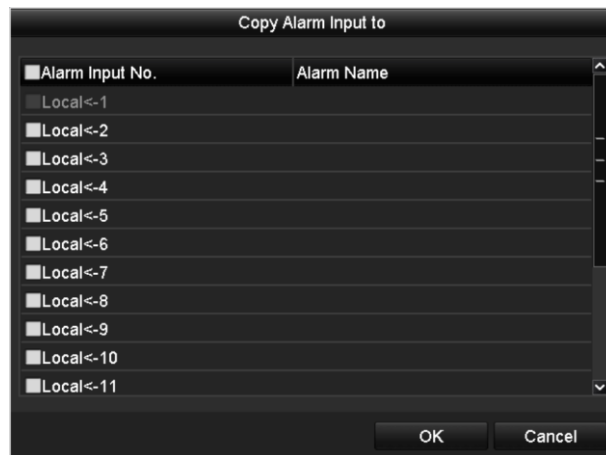 Copy Alarm Input to
Alarm Input No. Alarm Name
Local<-1
Local<-2
Local<-3
Local<-4
Local<-5
Local<-6
Local<-7
Local<-8
Local<-9
Local<-10
Local<-11
OK Cancel